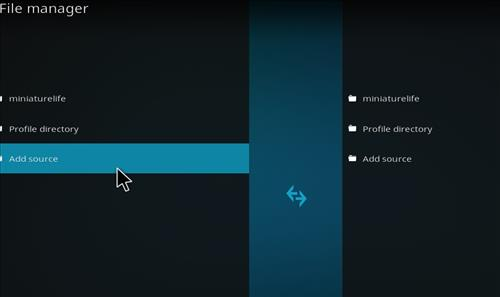 File manager
miniaturelife
Profile directory
Add source
miniaturelife
Profile directory
Add source